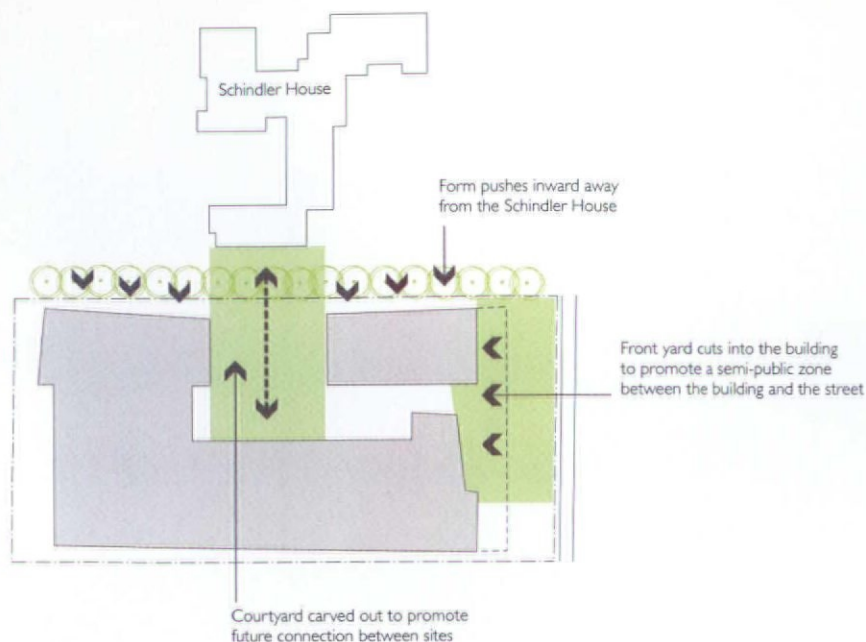 Schindler House
Form pushes inward away
from the Schindler House
Front yard cuts into the building
to promote a semi-public zone
between the building and the street
Courtyard carved out to promote
future connection between sites